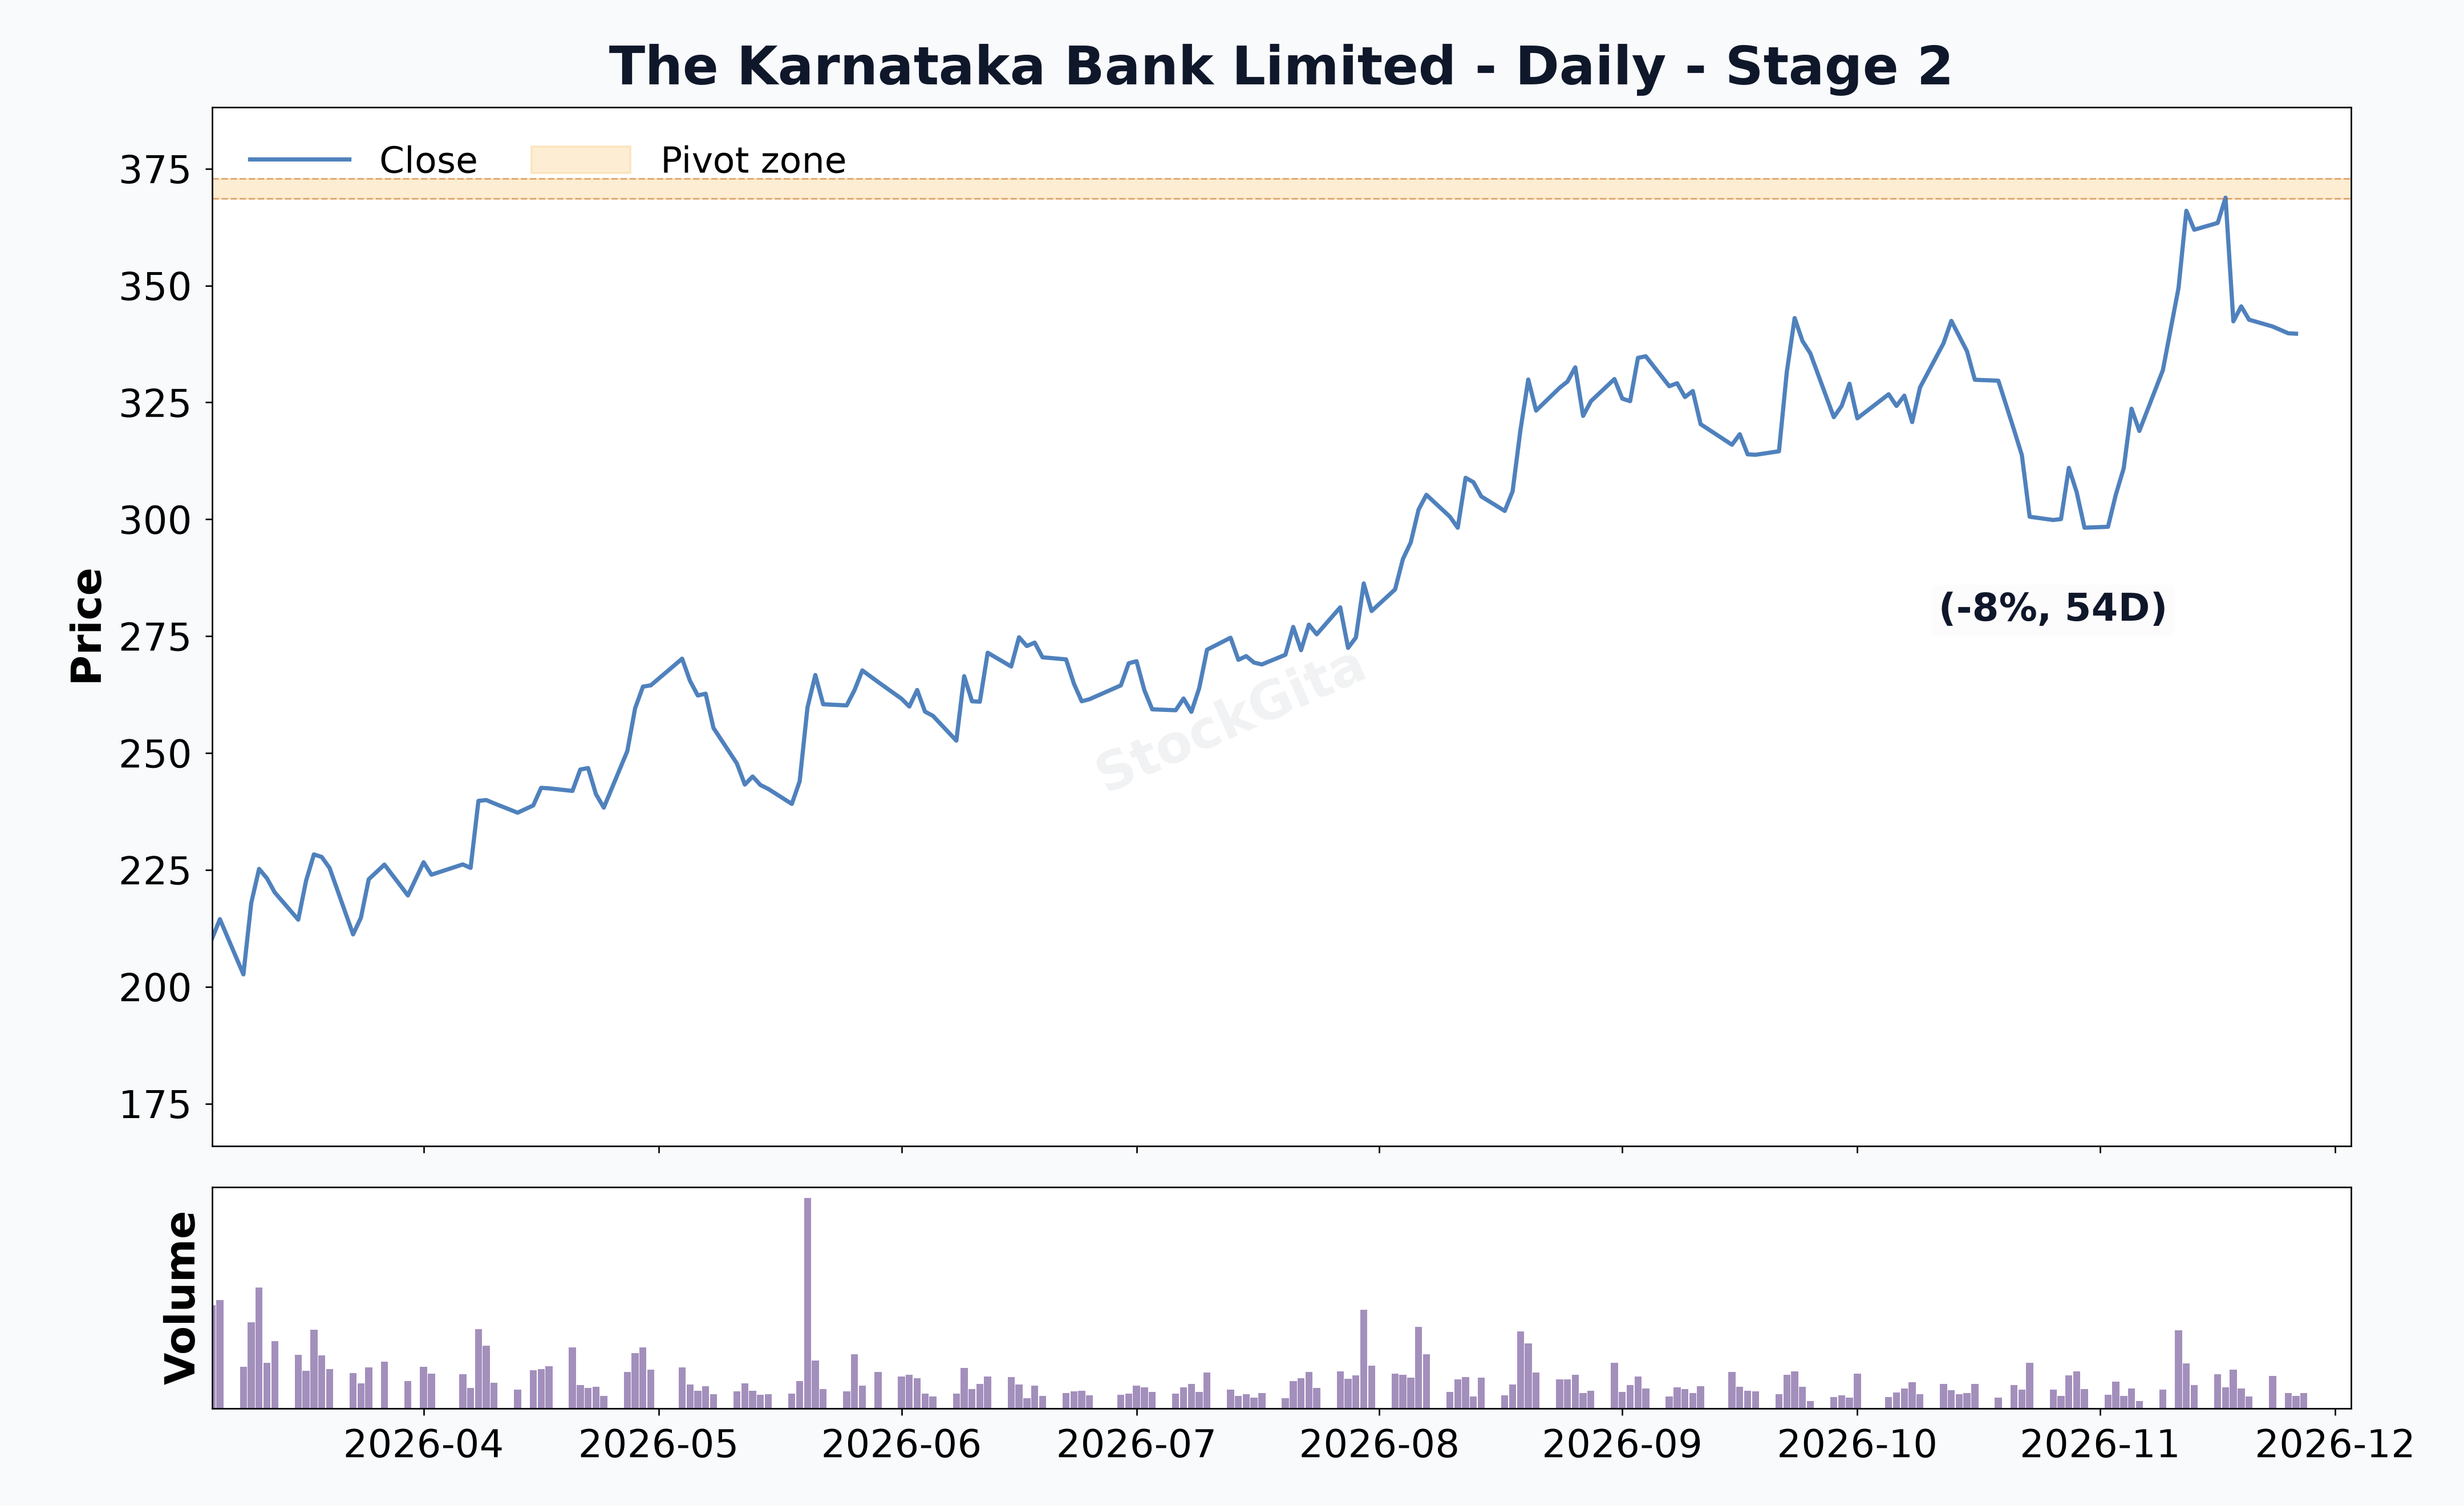 The Karnataka Bank Limited - Daily - Stage 2
Close
Pivot zone
375
350
325
300
275
250
225
200
175
Price
(-8%, 54D)
StockGita
Volume
2026-04
2026-05
2026-06
2026-07
2026-08
2026-09
2026-10
2026-11
2026-12